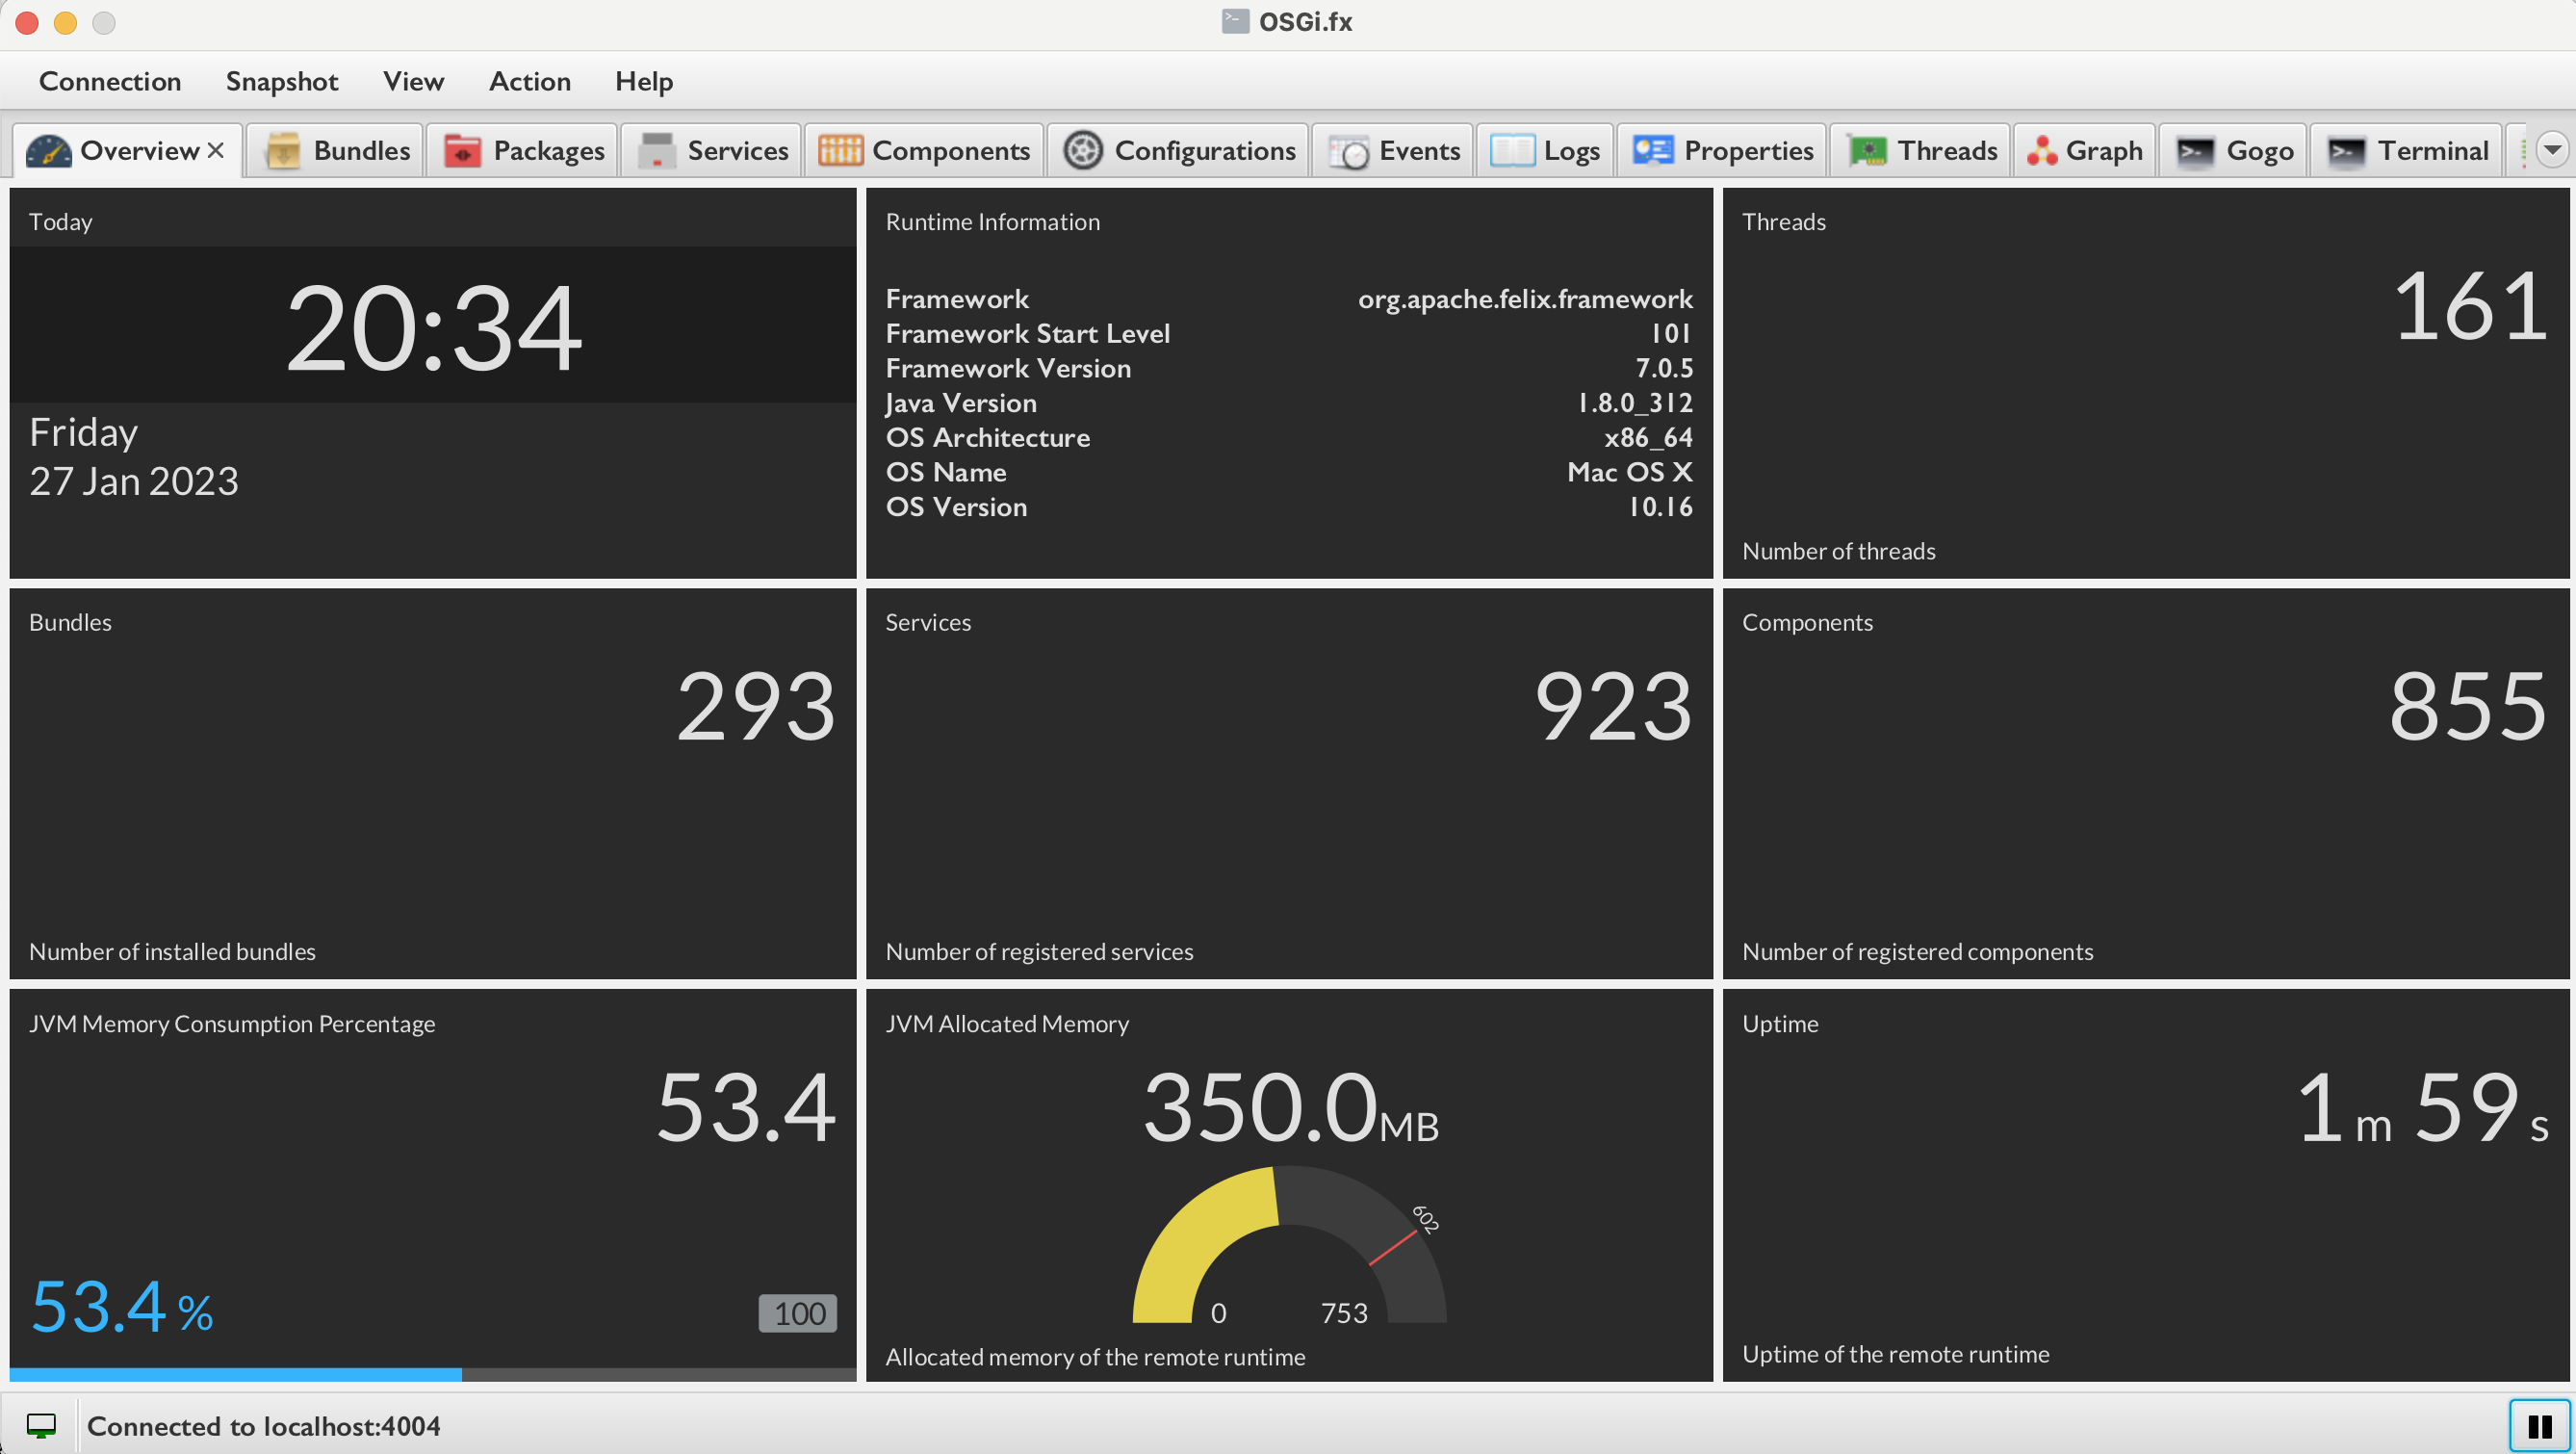 OSGi.fx
Connection Snapshot View Action Help
Overview Bundles Packages Services Components Configurations Events Logs Properties Threads Graph Gogo Terminal
Today
20:34
Friday
27 Jan 2023
Runtime Information
Framework org.apache.felix.framework
Framework Start Level 101
Framework Version 7.0.5
Java Version 1.8.0_312
OS Architecture x86_64
OS Name Mac OS X
OS Version 10.16
Threads
161
Number of threads
Bundles
293
Number of installed bundles
Services
923
Number of registered services
Components
855
Number of registered components
JVM Memory Consumption Percentage
53.4
53.4 %
100
JVM Allocated Memory
350.0MB
602
0 753
Allocated memory of the remote runtime
Uptime
1 m 59 s
Uptime of the remote runtime
Connected to localhost:4004